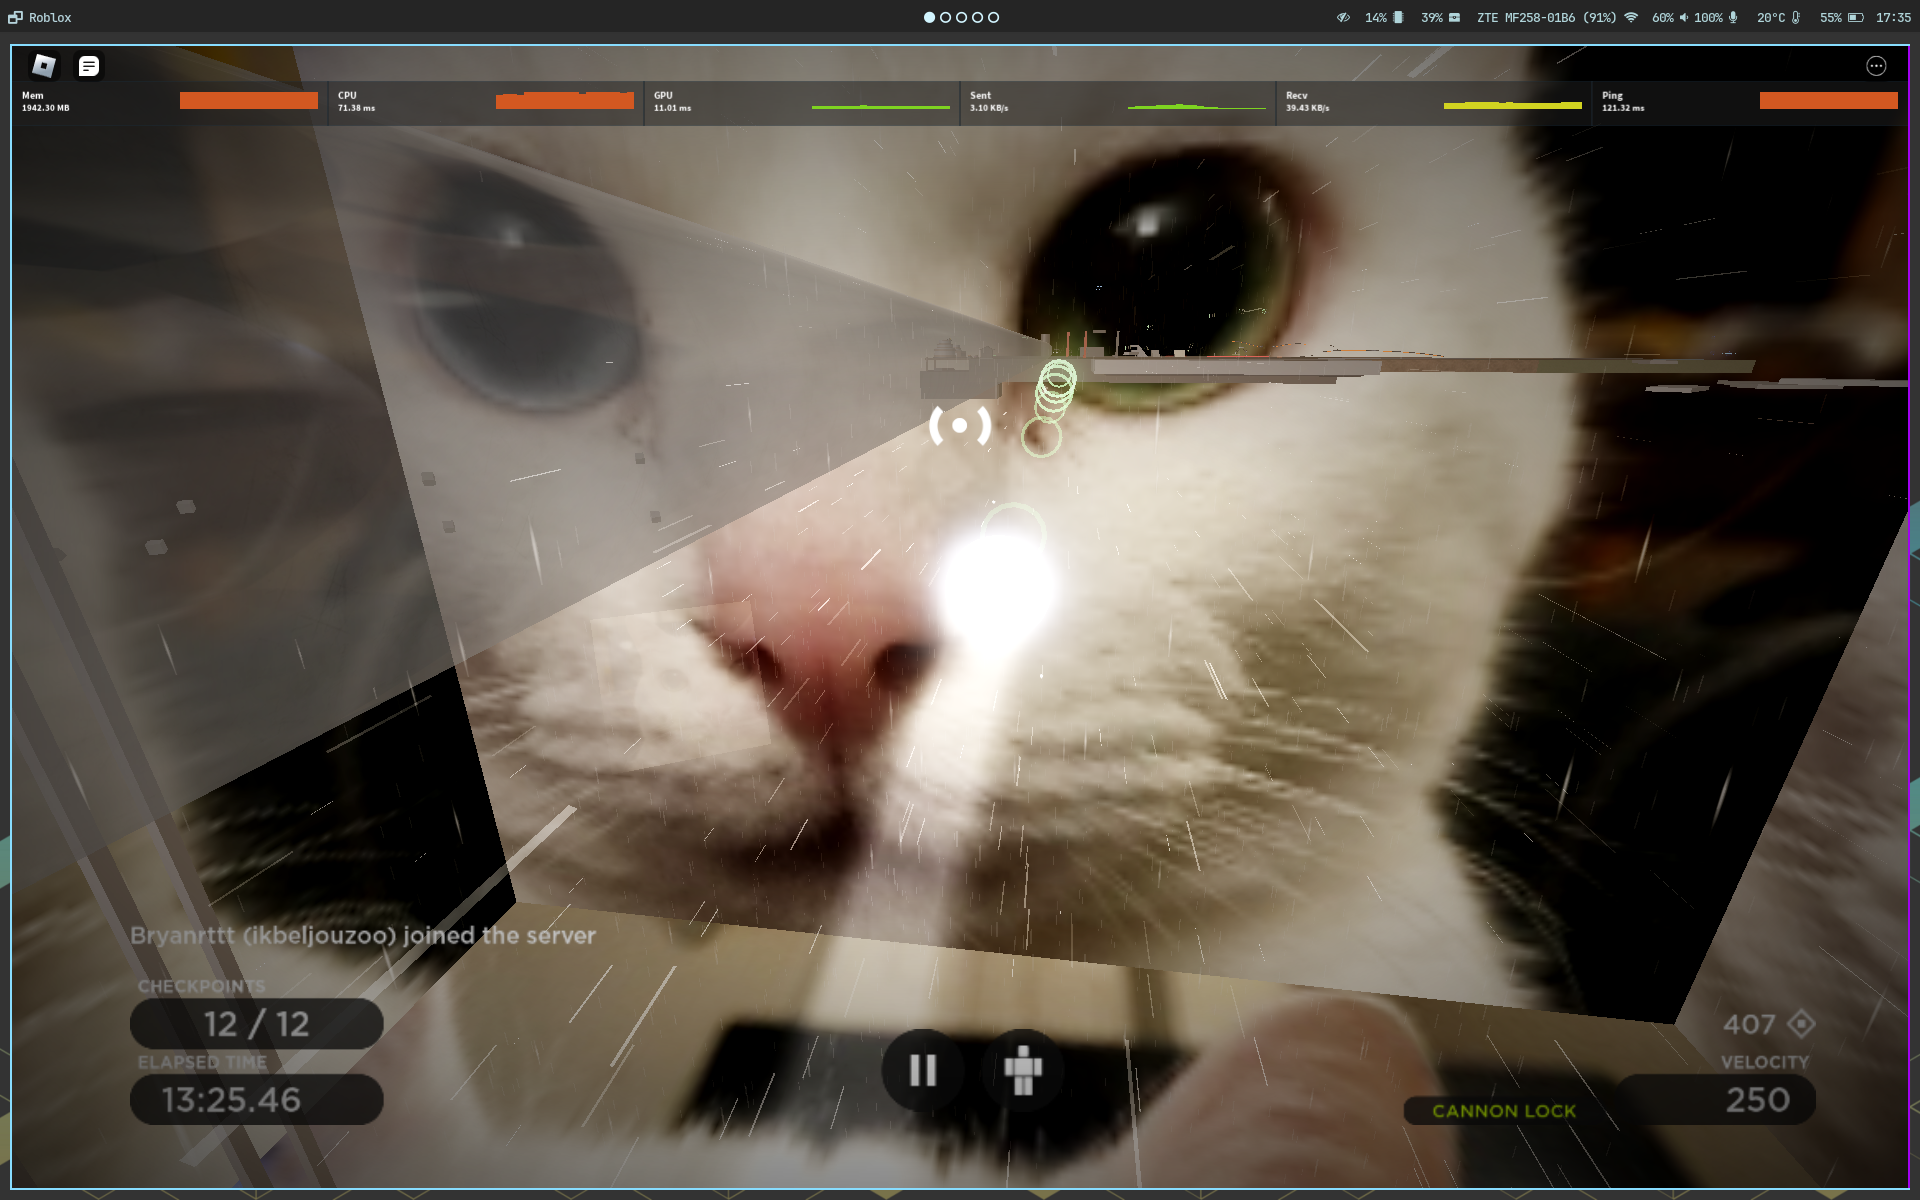 Roblox
14%
39%
ZTE MF258-01B6 (91%)
60%
100%
20°C
55%
17:35
Mem
1942.30 MB
CPU
71.38 ms
GPU
11.01 ms
Sent
3.10 KB/s
Recv
39.43 KB/s
Ping
121.32 ms
Bryanrttt (ikbeljouzoo) joined the server
CHECKPOINTS
12 / 12
ELAPSED TIME
13:25.46
407
VELOCITY
250
CANNON LOCK